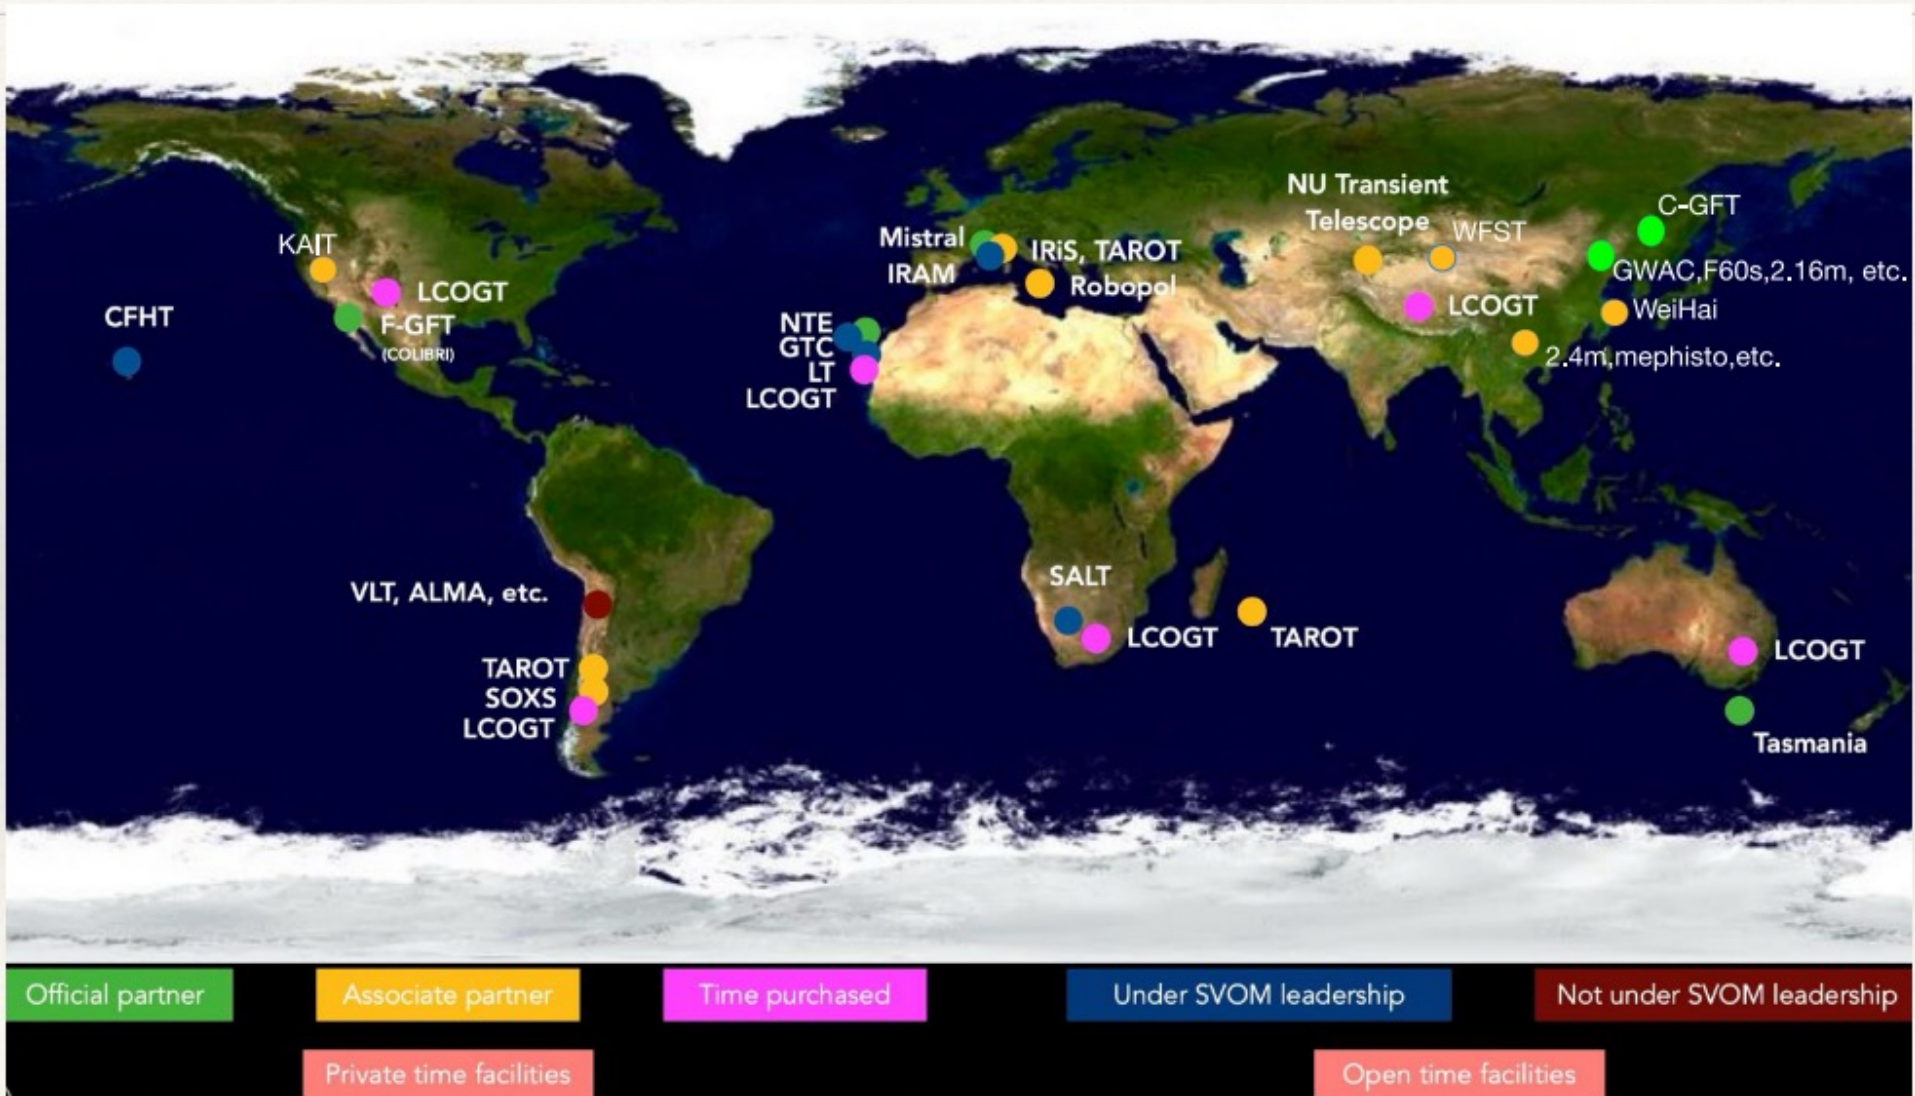 NU Transient
Telescope
C-GFT
WFST
KAIT
Mistral
IRAM
IRiS, TAROT
Robopol
GWAC,F60s,2.16m, etc.
LCOGT
F-GFT
(COLIBRI)
CFHT
LCOGT
WeiHai
NTE
GTC
LT
LCOGT
2.4m,mephisto,etc.
VLT, ALMA, etc.
SALT
LCOGT
TAROT
LCOGT
TAROT
SOXS
LCOGT
Tasmania
Official partner
Associate partner
Time purchased
Under SVOM leadership
Not under SVOM leadership
Private time facilities
Open time facilities